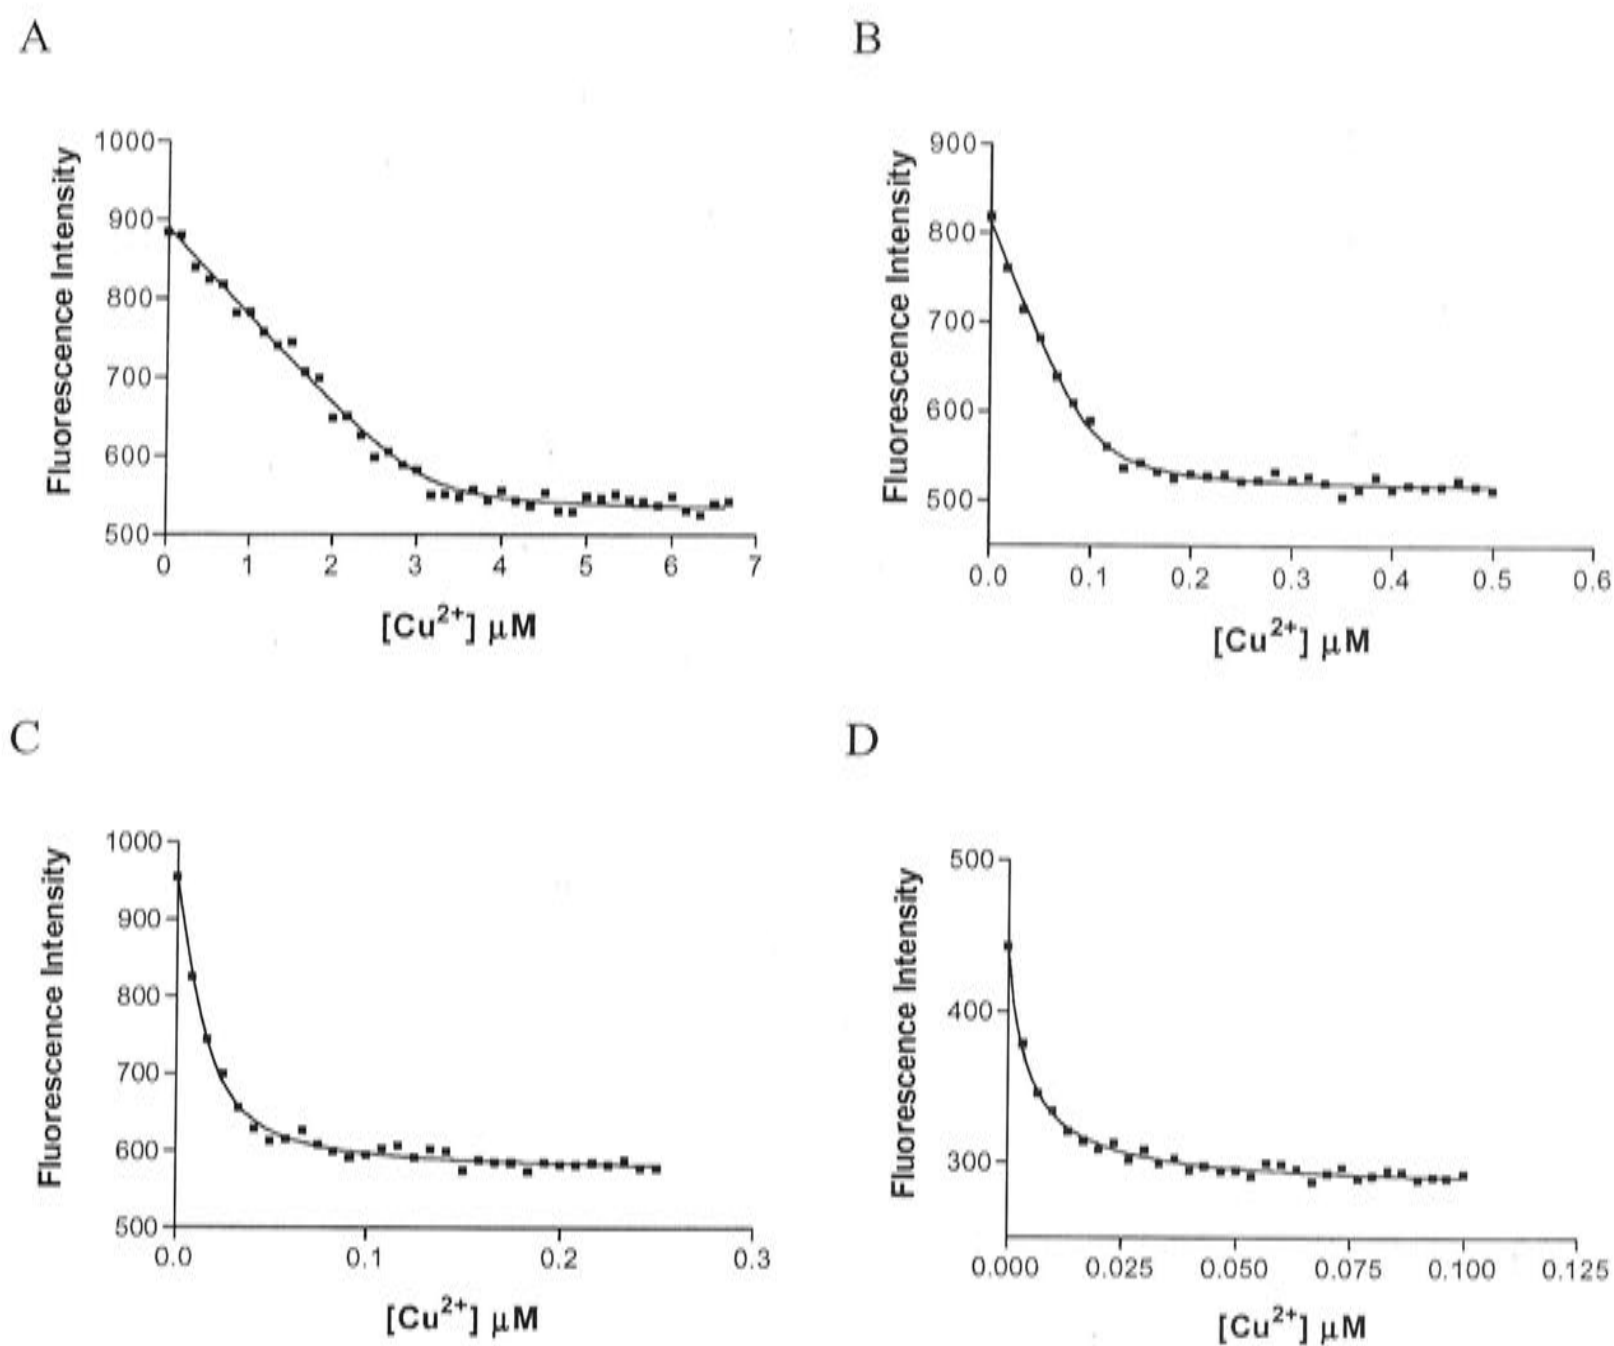 A
Fluorescence Intensity
1000
900
800
700
600
500
0 1 2 3 4 5 6 7
[Cu²⁺] μM
B
Fluorescence Intensity
900
800
700
600
500
0.0 0.1 0.2 0.3 0.4 0.5 0.6
[Cu²⁺] μM
C
Fluorescence Intensity
1000
900
800
700
600
500
0.0 0.1 0.2 0.3
[Cu²⁺] μM
D
Fluorescence Intensity
500
400
300
0.000 0.025 0.050 0.075 0.100 0.125
[Cu²⁺] μM